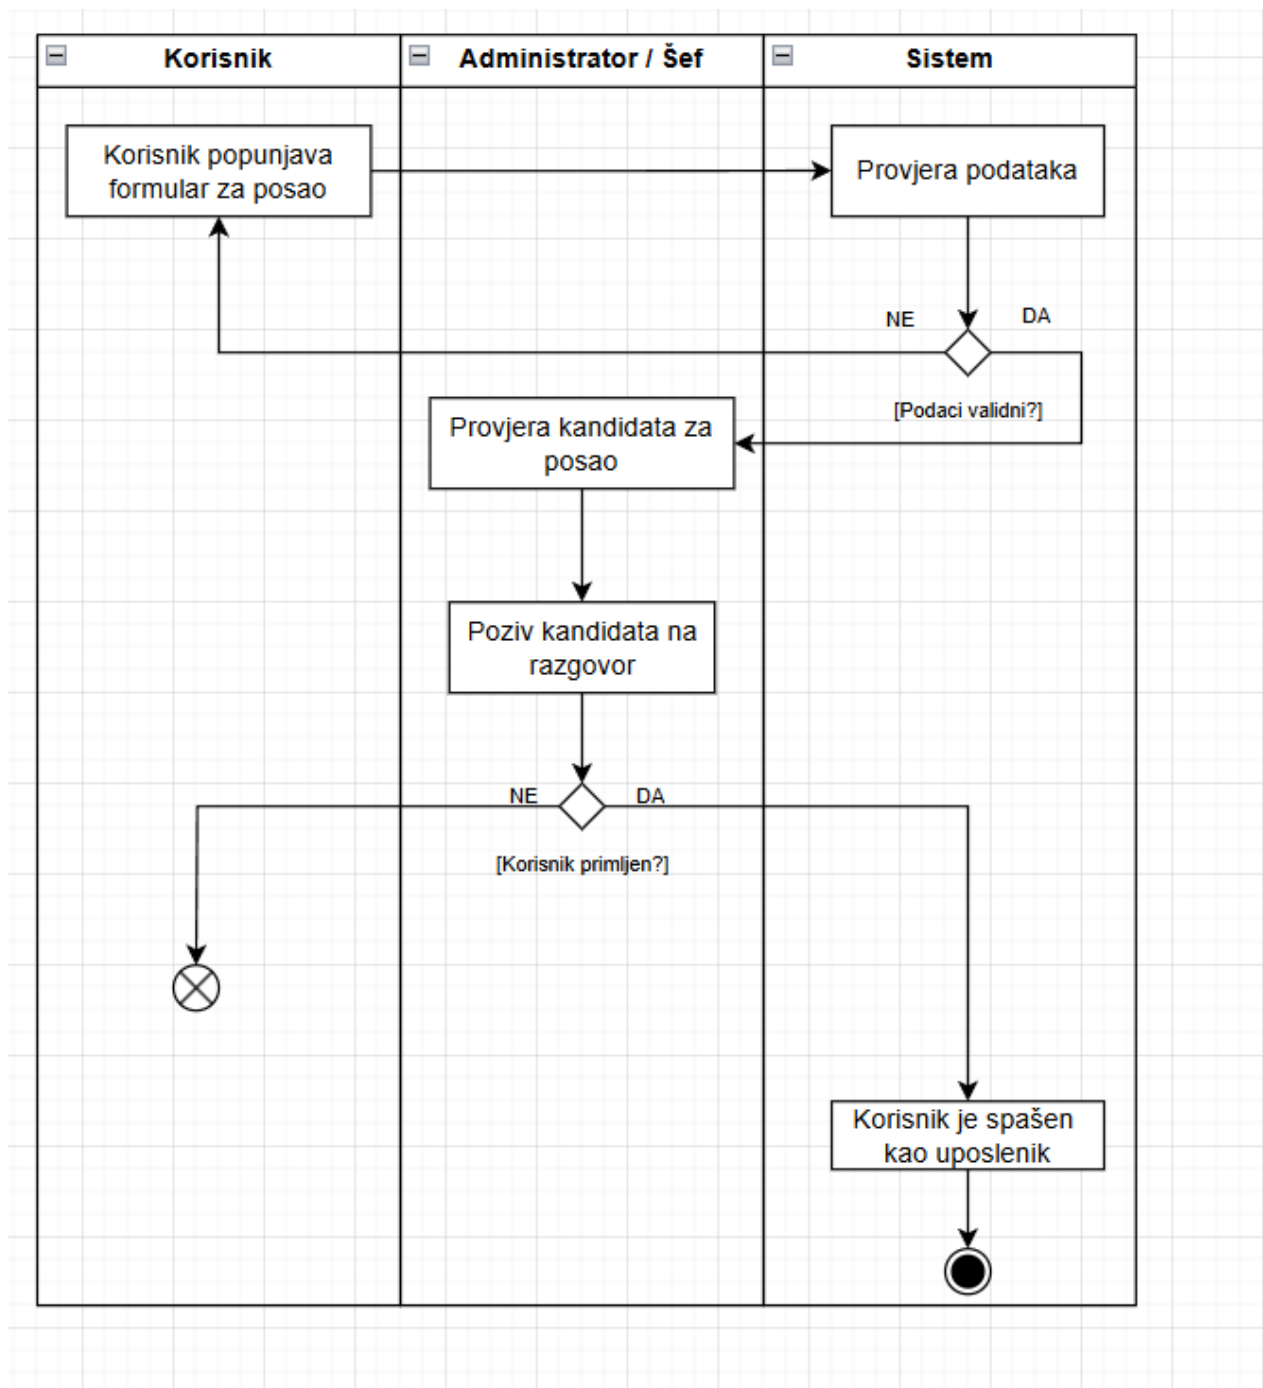 Korisnik
Administrator / Šef
Sistem
Korisnik popunjava
formular za posao
Provjera podataka
NE
DA
[Podaci validni?]
Provjera kandidata za
posao
Poziv kandidata na
razgovor
NE
DA
[Korisnik primljen?]
Korisnik je spašen
kao uposlenik